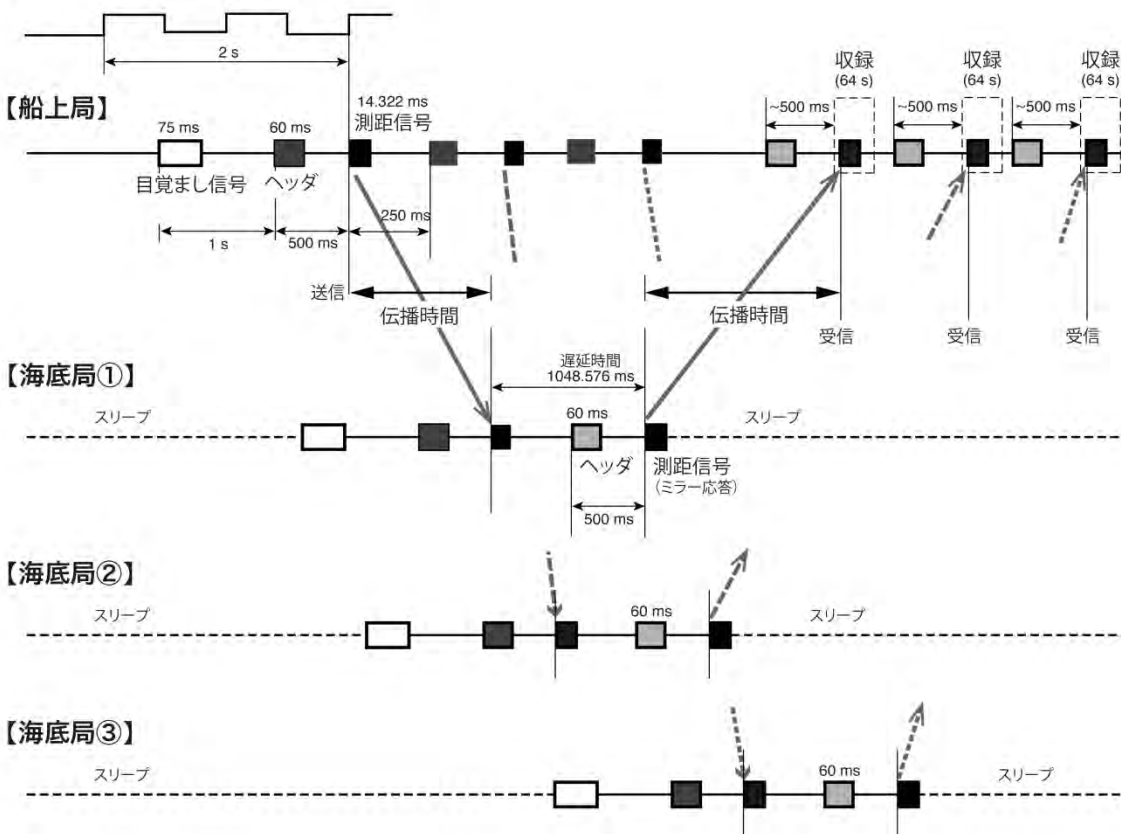 2 s
収録
(64 s)
収録
(64 s)
収録
(64 s)
【船上局】
14.322 ms
測距信号
~500 ms
~500 ms
~500 ms
75 ms
60 ms
目覚まし信号
ヘッダ
250 ms
1 s
500 ms
送信
伝播時間
伝播時間
受信
受信
受信
【海底局①】
遅延時間
1048.576 ms
スリープ
60 ms
スリープ
ヘッダ
測距信号
(ミラー応答)
500 ms
【海底局②】
スリープ
60 ms
スリープ
【海底局③】
スリープ
60 ms
スリープ